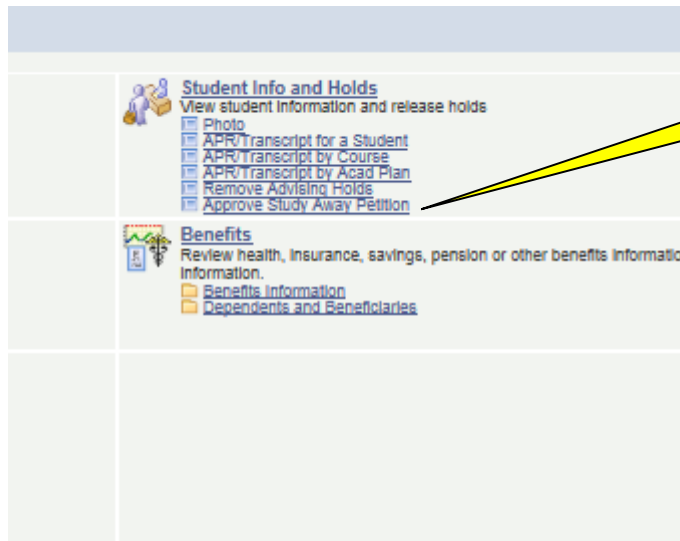 Student Info and Holds
View student information and release holds
Photo
APR/Transcript for a Student
APR/Transcript by Course
APR/Transcript by Acad Plan
Remove Advising Holds
Approve Study Away Petition
Benefits
Review health, insurance, savings, pension or other benefits informatio
information.
Benefits Information
Dependents and Beneficiaries